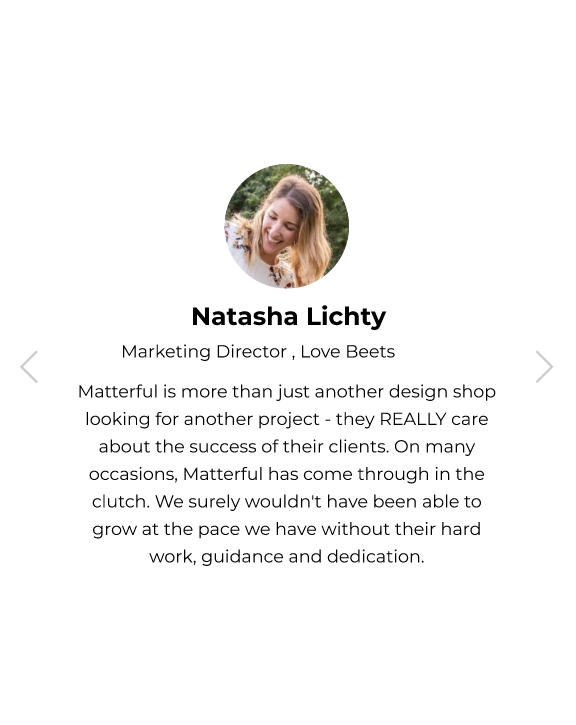 Natasha Lichty
Marketing Director , Love Beets
Matterful is more than just another design shop
looking for another project - they REALLY care
about the success of their clients. On many
occasions, Matterful has come through in the
clutch. We surely wouldn't have been able to
grow at the pace we have without their hard
work, guidance and dedication.